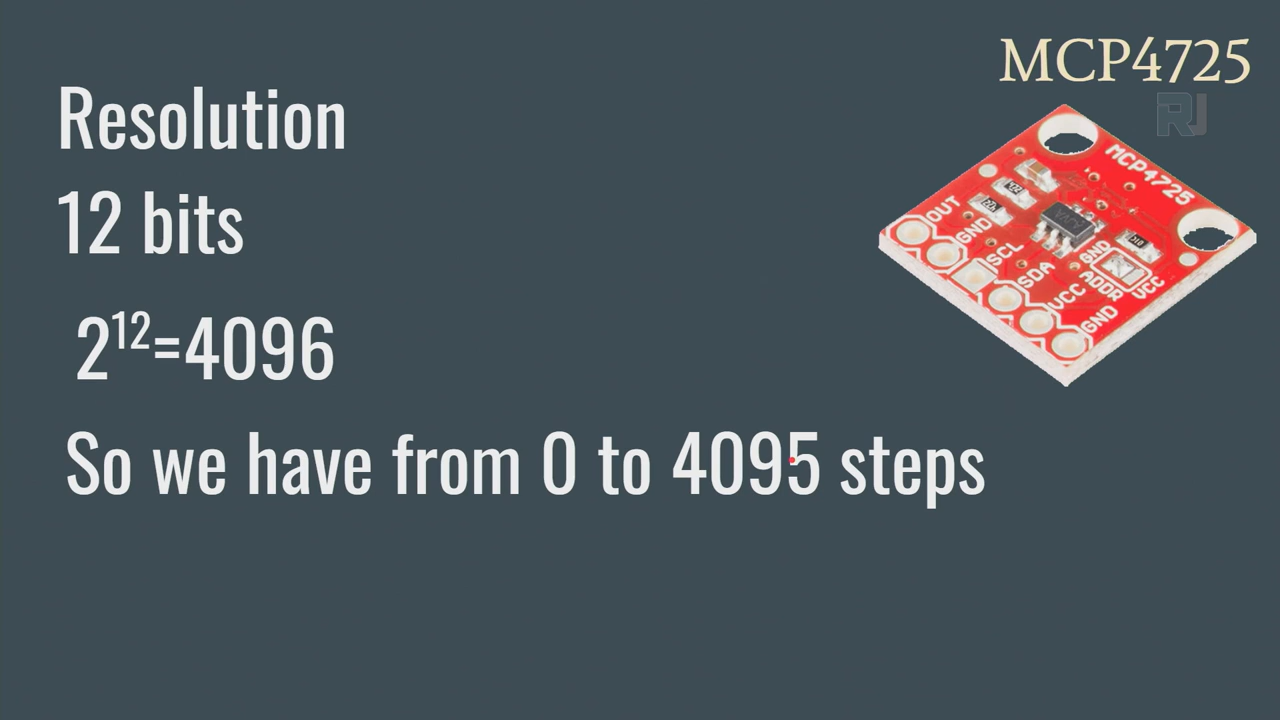 MCP4725
RJ
Resolution
12 bits
2¹²=4096
So we have from 0 to 4095 steps
MCP4725
OUT
GND
SCL
SDA
VCC
GND
GND
ADDR
VCC